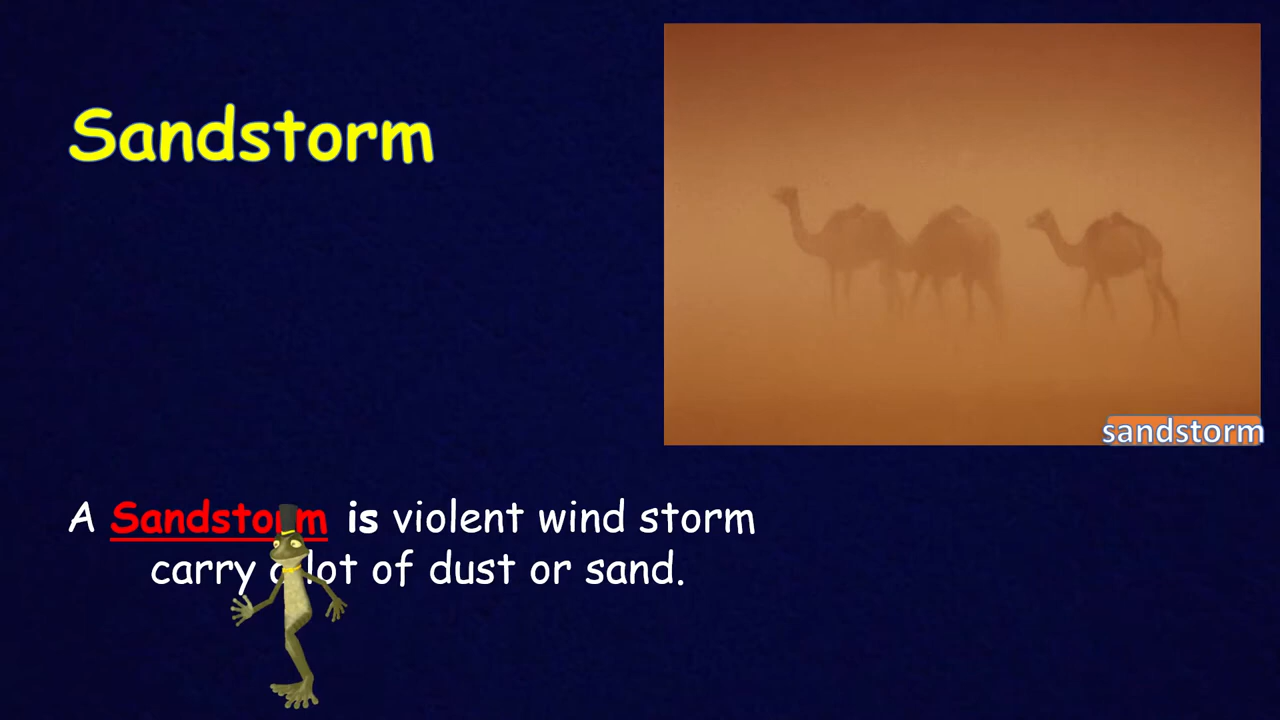 Sandstorm
sandstorm
A Sandstorm is violent wind storm
carry a lot of dust or sand.